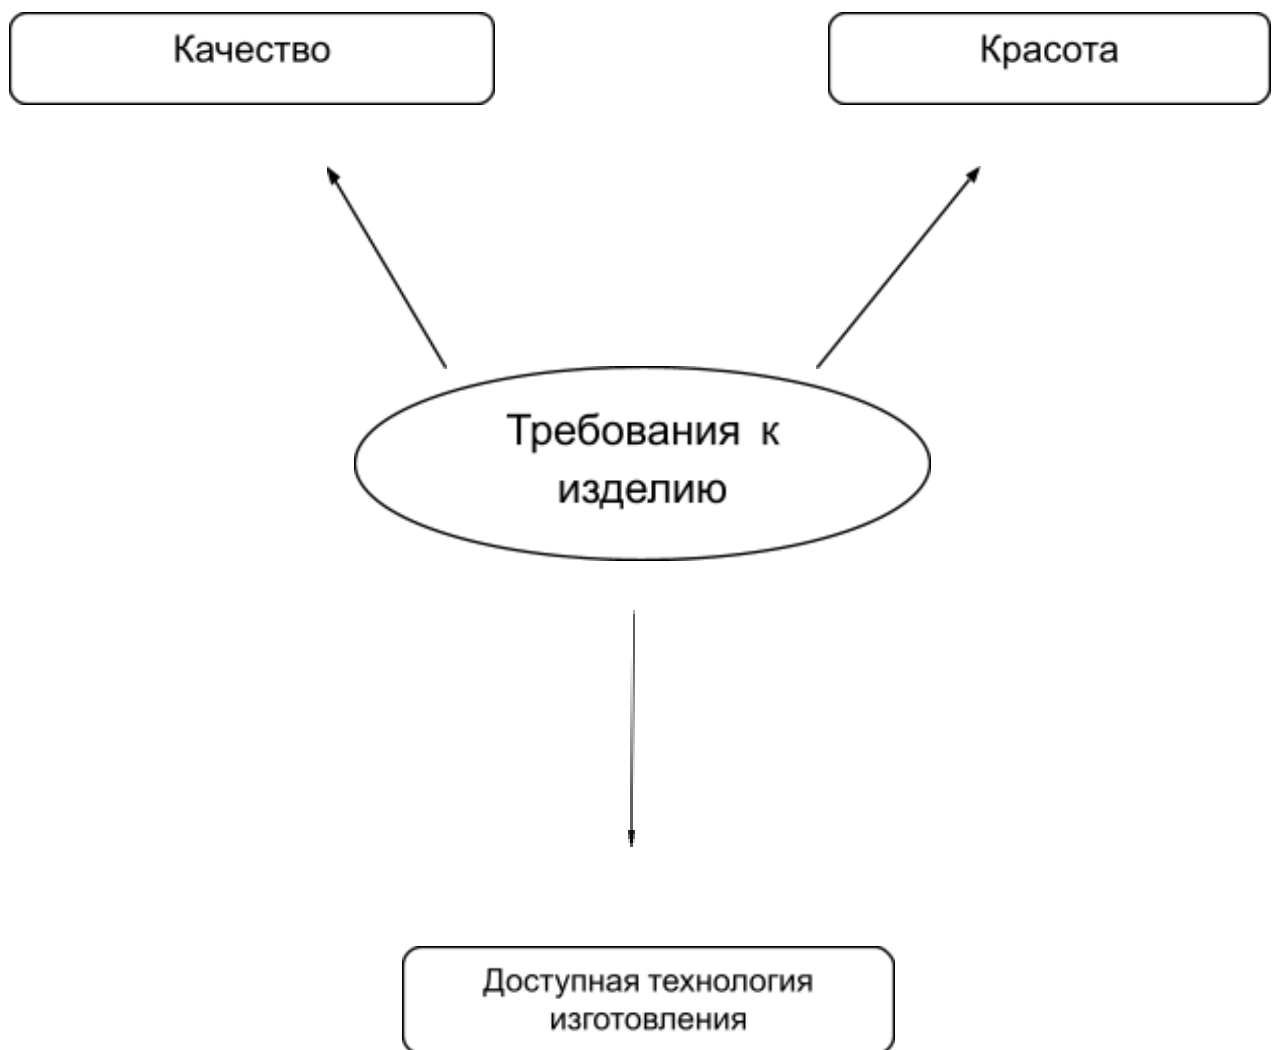 Качество
Красота
Требования к
изделию
Доступная технология
изготовления